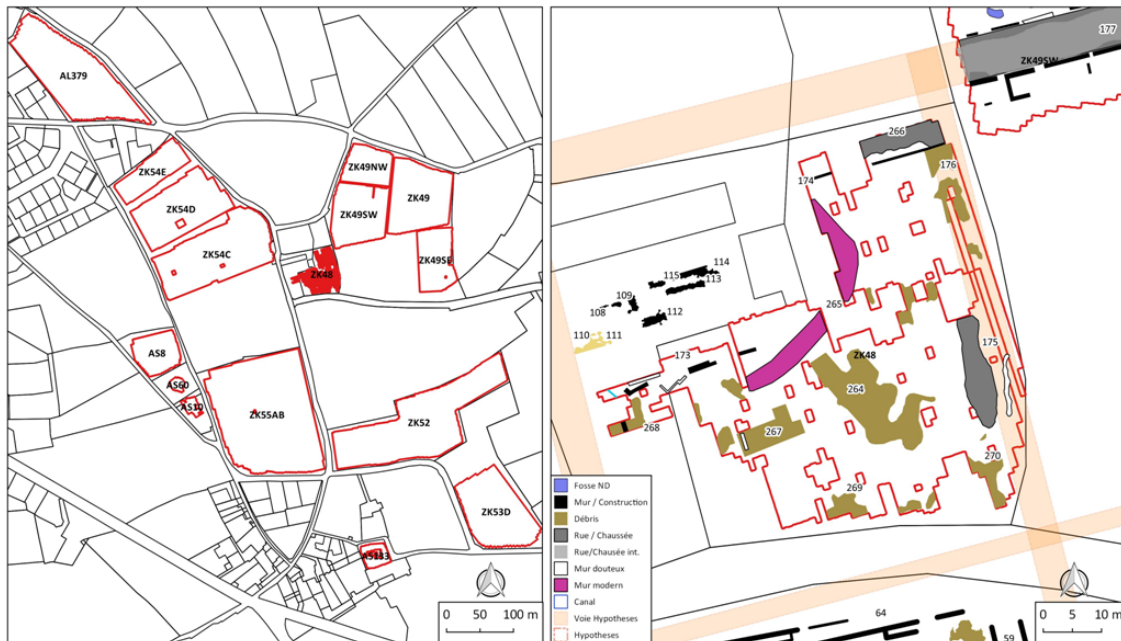 AL379
ZK54E
ZK49NW
ZK49
ZK54D
ZK49SW
ZK54C
ZK49SE
ZK48
AS8
AS60
AS10
ZK55AB
ZK52
ZK53D
AS133
0 50 100 m
177
ZK49SW
266
176
174
114
115
113
109
108
112
265
110
111
175
173
ZK48
264
267
268
270
269
Fosse ND
Mur / Construction
Débris
Rue / Chaussée
Rue/Chausée int.
Mur douteux
Mur modern
Canal
Voie Hypotheses
Hypotheses
64
59
0 5 10 m